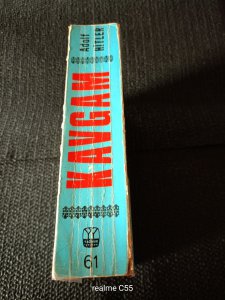 Adolf
HITLER
KAVGAM
61
realme C55